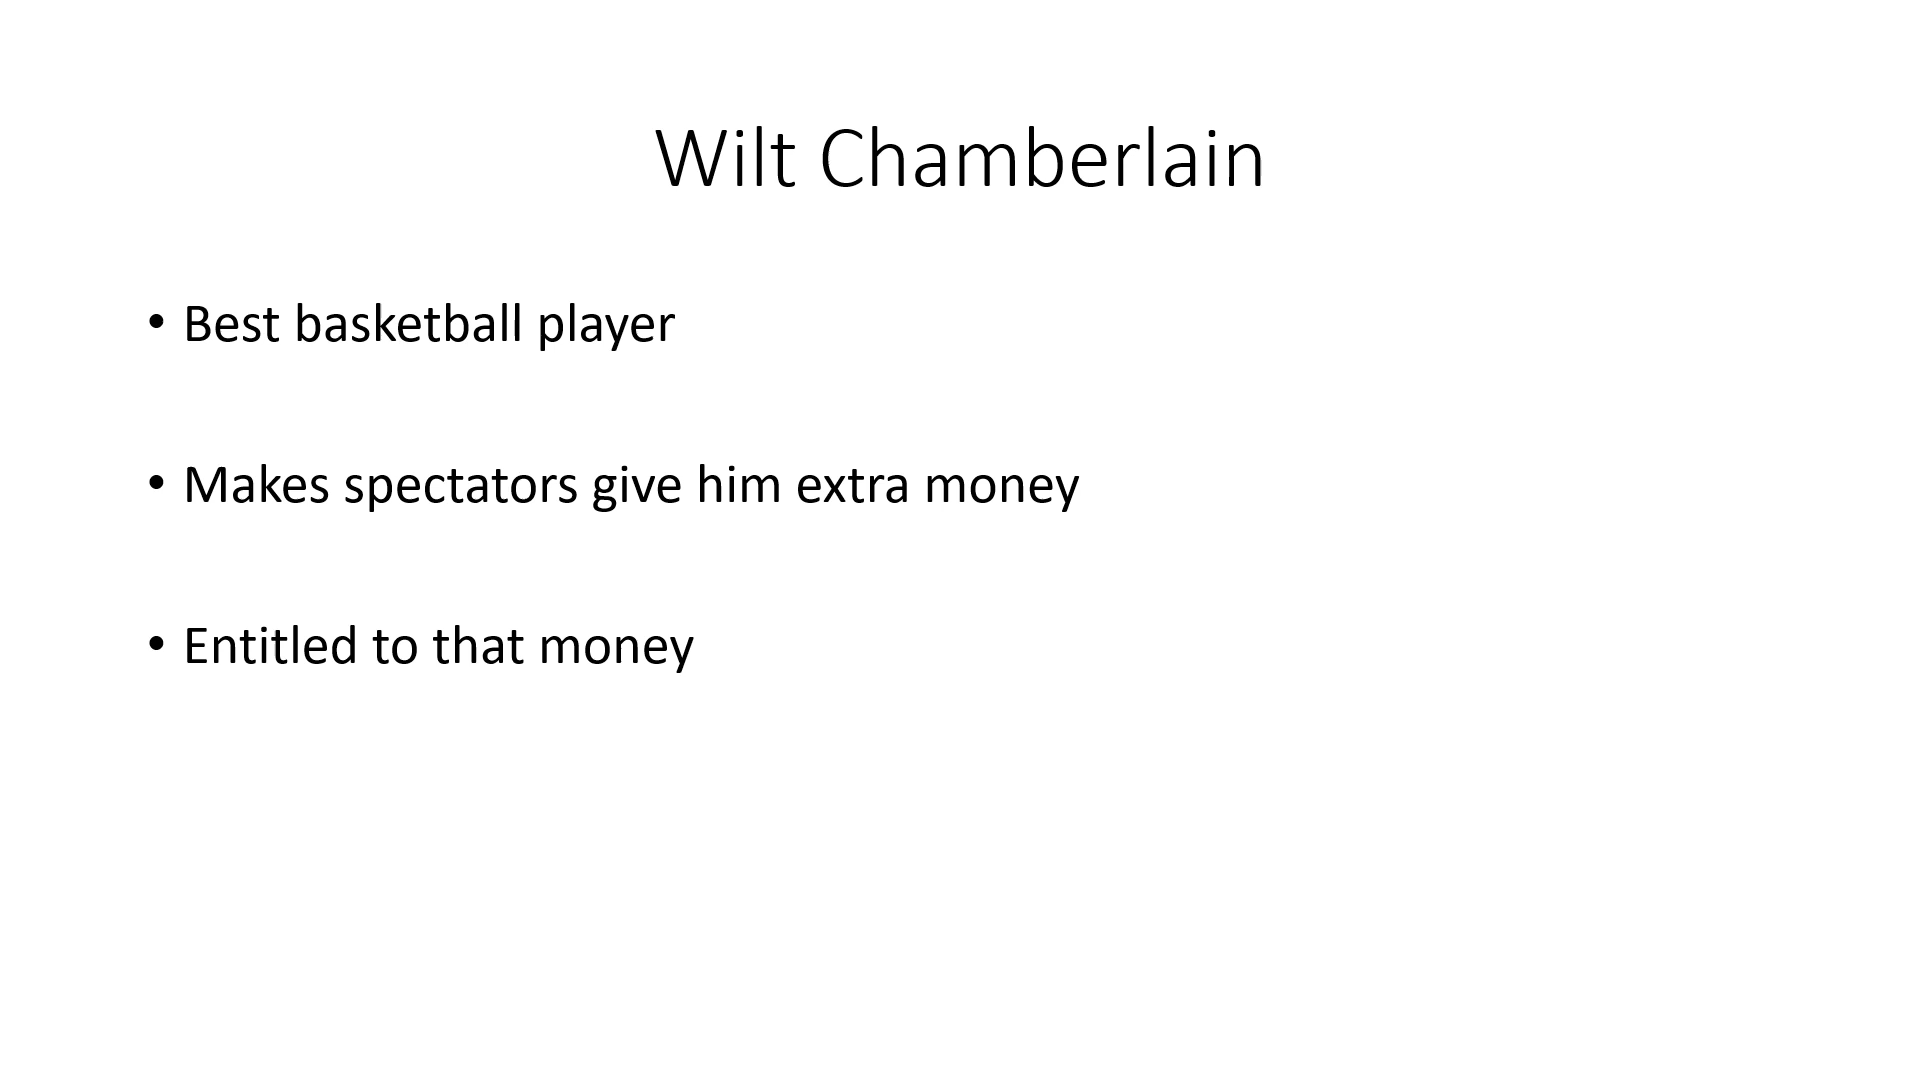 Wilt Chamberlain
• Best basketball player
• Makes spectators give him extra money
• Entitled to that money